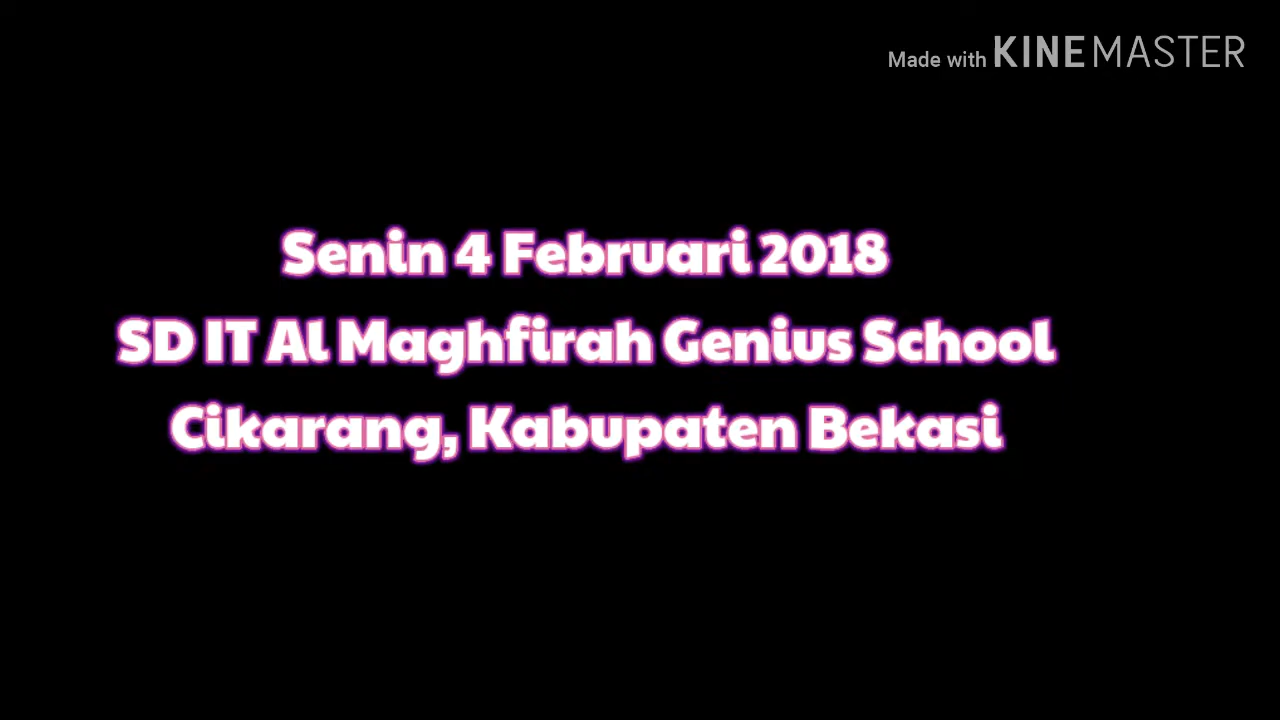 Made with KINEMASTER
Senin 4 Februari 2018
SD IT Al Maghfirah Genius School
Cikarang, Kabupaten Bekasi